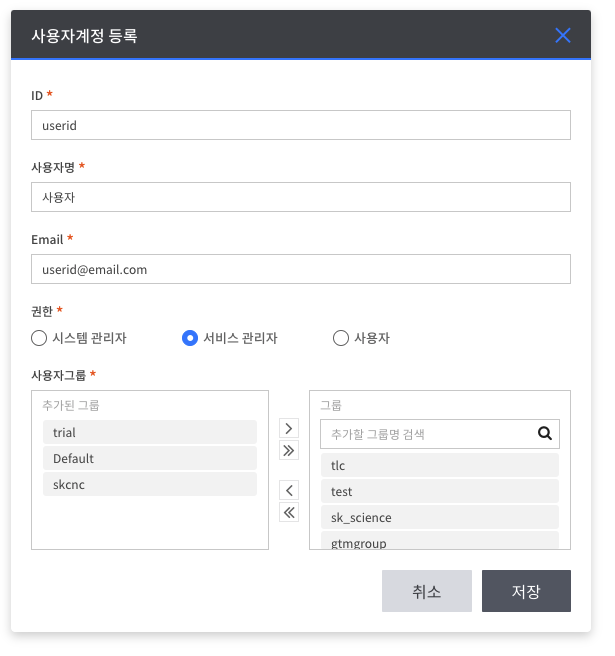 사용자계정 등록
ID *
userid
사용자명 *
사용자
Email *
userid@email.com
권한 *
시스템 관리자 서비스 관리자 사용자
사용자그룹 *
추가된 그룹
trial
Default
skcnc
그룹
추가할 그룹명 검색
tlc
test
sk_science
gtmgroup
취소 저장